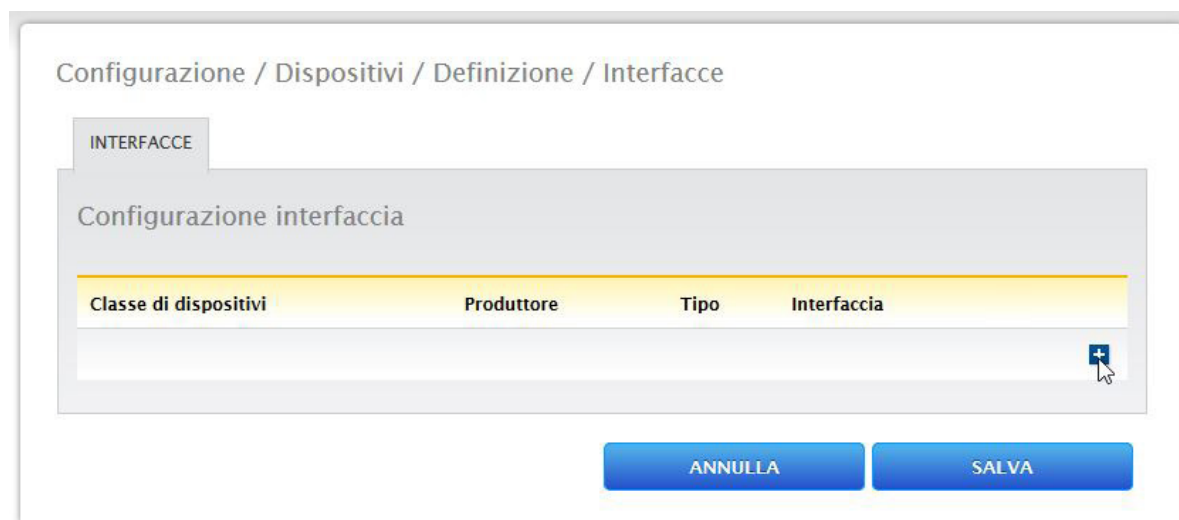 Configurazione / Dispositivi / Definizione / Interfacce
INTERFACCE
Configurazione interfaccia
Classe di dispositivi Produttore Tipo Interfaccia
ANNULLA SALVA